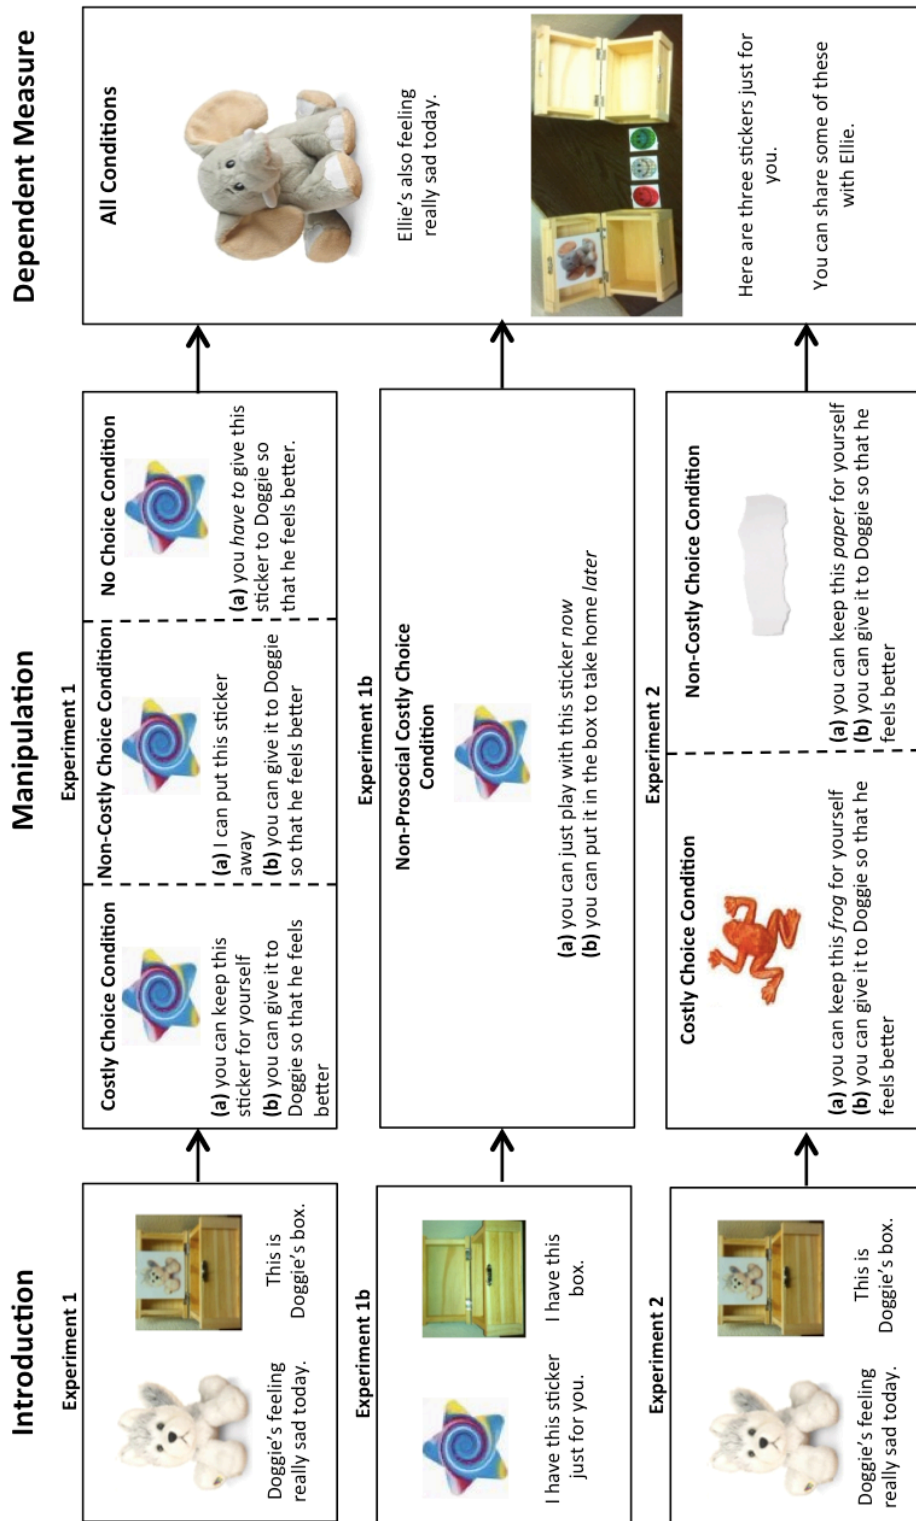 Introduction
Experiment 1
Doggie's feeling
really sad today.
This is
Doggie's box.
Experiment 1b
I have this sticker
just for you.
I have this
box.
Experiment 2
Doggie's feeling
really sad today.
This is
Doggie's box.
Manipulation
Experiment 1
Costly Choice Condition
(a) you can keep this
sticker for yourself
(b) you can give it to
Doggie so that he feels
better
Non-Costly Choice Condition
(a) I can put this sticker
away
(b) you can give it to Doggie
so that he feels better
No Choice Condition
(a) you have to give this
sticker to Doggie so
that he feels better.
Experiment 1b
Non-Prosocial Costly Choice
Condition
(a) you can just play with this sticker now
(b) you can put it in the box to take home later
Experiment 2
Costly Choice Condition
(a) you can keep this frog for yourself
(b) you can give it to Doggie so that he
feels better
Non-Costly Choice Condition
(a) you can keep this paper for yourself
(b) you can give it to Doggie so that he
feels better
Dependent Measure
All Conditions
Ellie's also feeling
really sad today.
Here are three stickers just for
you.
You can share some of these
with Ellie.